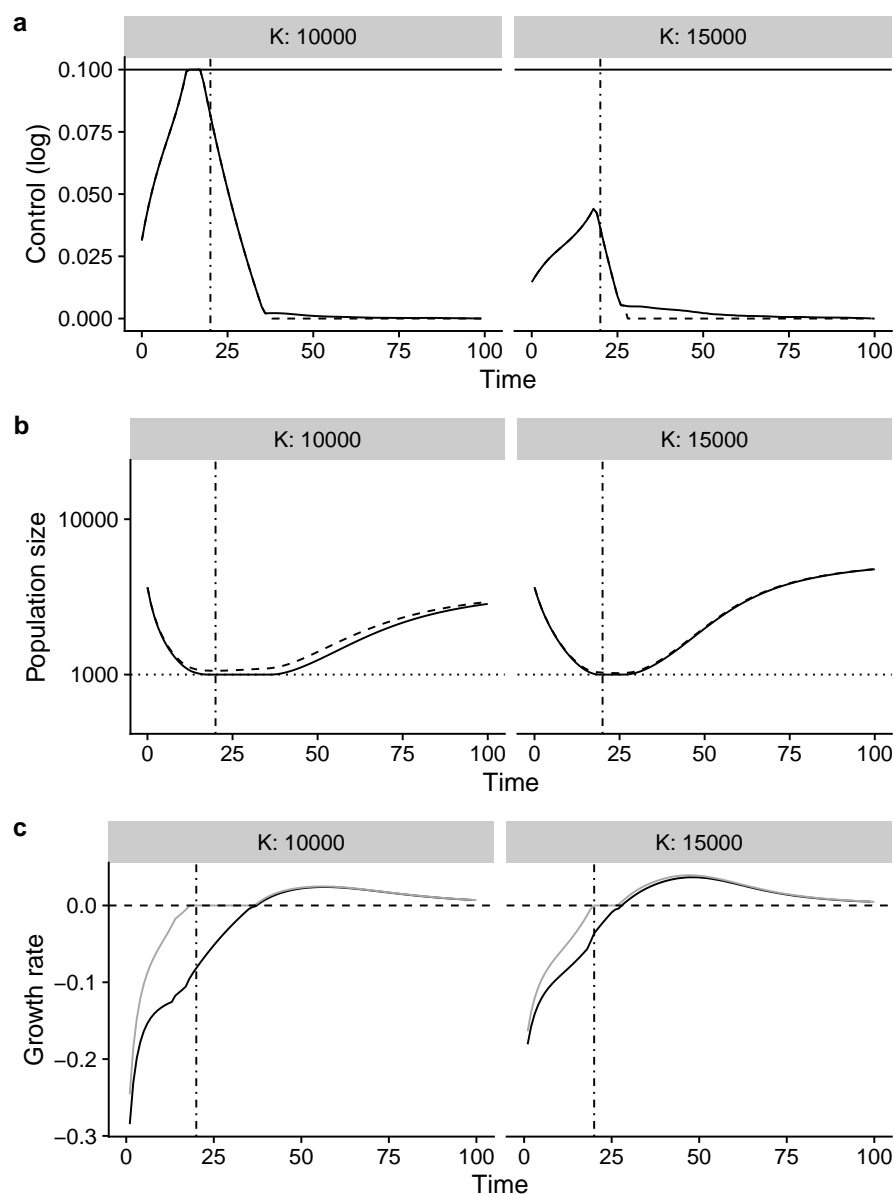 a
K: 10000
K: 15000
0.100
0.075
0.050
0.025
0.000
Control (log)
0
25
50
75
100
0
25
50
75
100
Time
b
K: 10000
K: 15000
10000
1000
Population size
0
25
50
75
100
0
25
50
75
100
Time
c
K: 10000
K: 15000
0.0
−0.1
−0.2
−0.3
Growth rate
0
25
50
75
100
0
25
50
75
100
Time